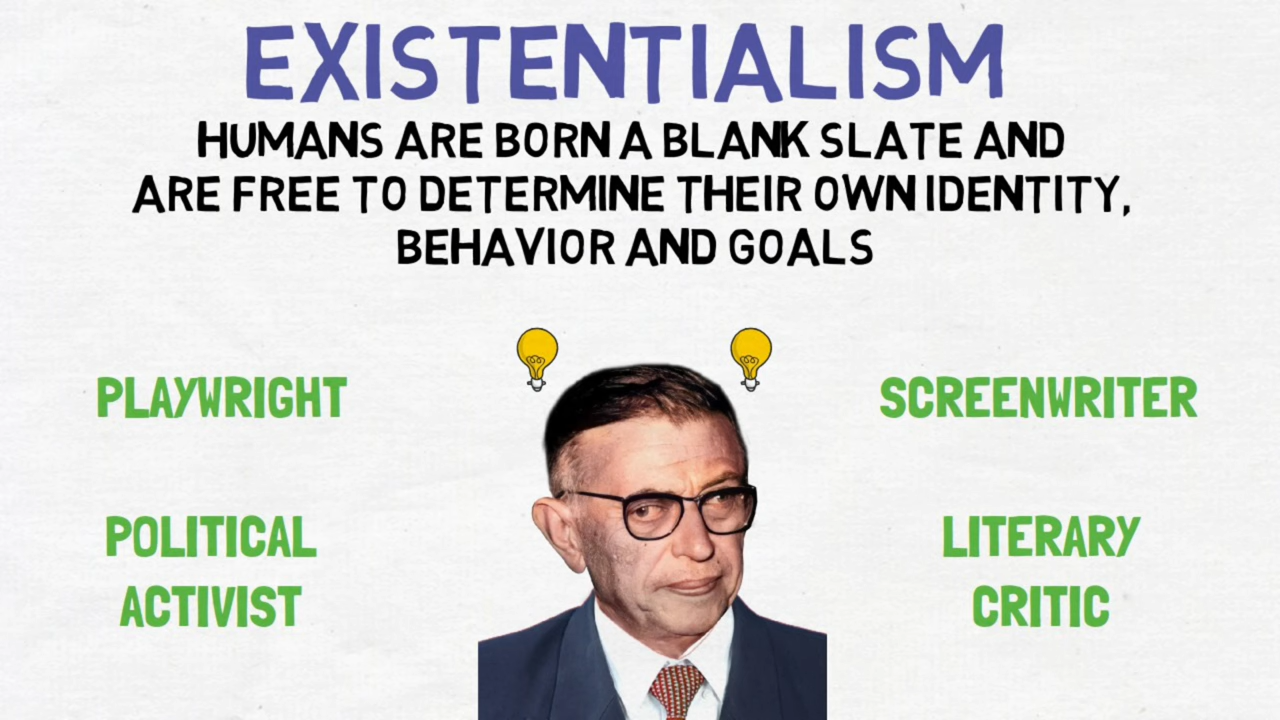 EXISTENTIALISM
HUMANS ARE BORN A BLANK SLATE AND
ARE FREE TO DETERMINE THEIR OWN IDENTITY,
BEHAVIOR AND GOALS
PLAYWRIGHT
SCREENWRITER
POLITICAL
ACTIVIST
LITERARY
CRITIC